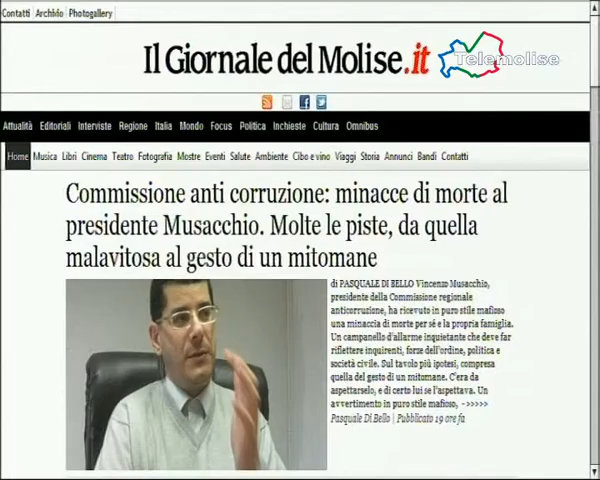 Contatti Archivio Photogallery
Il Giornale del Molise.it
Telemolise
Attualità Editoriali Interviste Regione Italia Mondo Focus Politica Inchieste Cultura Omnibus
Home Musica Libri Cinema Teatro Fotografia Mostre Eventi Salute Ambiente Cibo e vino Viaggi Storia Annunci Bandi Contatti
Commissione anti corruzione: minacce di morte al
presidente Musacchio. Molte le piste, da quella
malavitosa al gesto di un mitomane
di PASQUALE DI BELLO Vincenzo Musacchio,
presidente della Commissione regionale
anticorruzione, ha ricevuto in puro stile mafioso
una minaccia di morte per sé e la propria famiglia.
Un campanello d'allarme inquietante che deve far
riflettere inquirenti, forze dell'ordine, politica e
società civile. Sul tavolo più ipotesi, compresa
quella del gesto di un mitomane. C'era da
aspettarselo, e di certo lui se l'aspettava. Un
avvertimento in puro stile mafioso, ->>>>>
Pasquale Di Bello | Pubblicato 19 ore fa